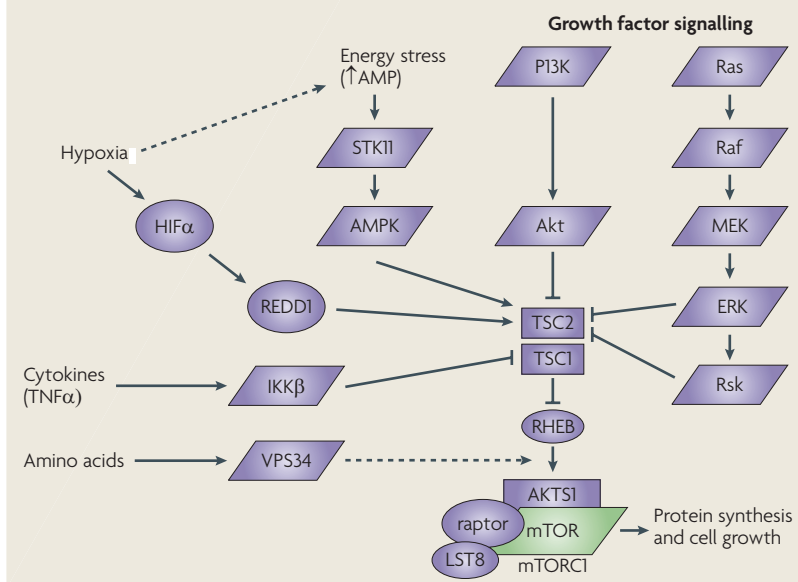 Growth factor signalling
Energy stress
(↑AMP)
P13K
Ras
Hypoxia
STK11
Raf
HIFα
AMPK
Akt
MEK
REDD1
TSC2
ERK
TSC1
Cytokines
(TNFα)
IKKβ
Rsk
RHEB
Amino acids
VPS34
AKTS1
raptor
mTOR
Protein synthesis
and cell growth
LST8
mTORC1